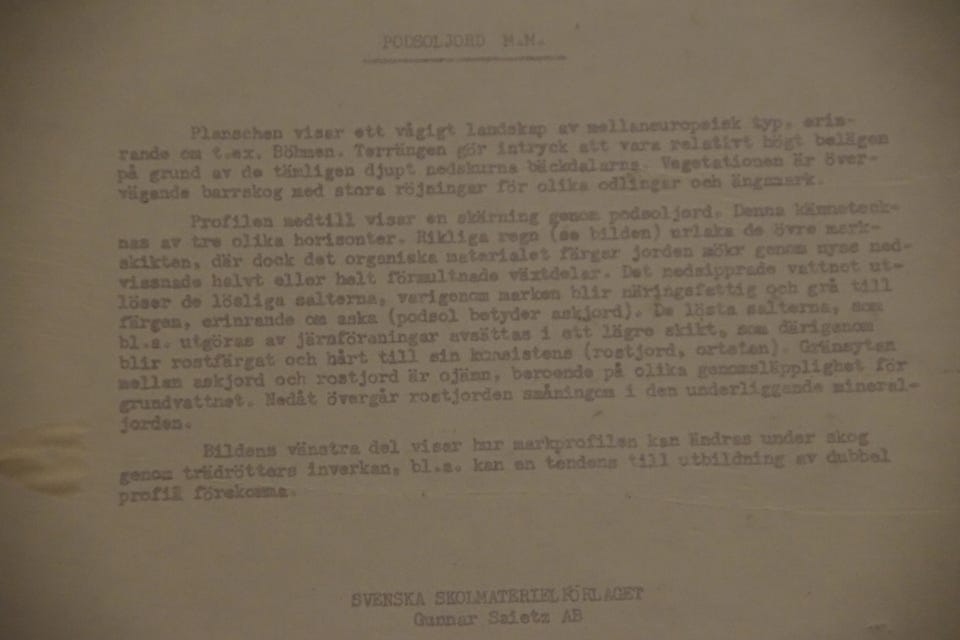 PODSOLJORD M.M.
Planschen visar ett vågigt landskap av mellaneuropeisk typ, erin-
rande om t.ex. Böhmen. Terrängen gör intryck att vara relativt högt belägen
på grund av de tämligen djupt nedskurna bäckdalarna. Vegetationen är över-
vägande barrskog med stora röjningar för olika odlingar och ängsmark.
Profilen nedtill visar en skärning genom podsoljord. Denna känneteck-
nas av tre olika horisonter. Rikliga regn (se bilden) urlaka de övre mark-
skikten, där dock det organiska materialet färgar jorden mökr genom nyss ned-
vissnade halvt eller helt förmultnade växtdelar. Det nedsipprade vattnet ut-
löser de lösliga salterna, varigenom marken blir näringsfattig och grå till
färgen, erinrande om aska (podsol betyder askjord). De lösta salterna, som
bl.a. utgöras av järnföreningar avsättas i ett lägre skikt, som därigenom
blir rostfärgat och hårt till sin konsistens (rostjord, ortsten). Gränsytan
mellan askjord och rostjord är ojämn, beroende på olika genomsläpplighet för
grundvattnet. Nedåt övergår rostjorden småningom i den underliggande mineral-
jorden.
Bildens vänstra del visar hur markprofilen kan ändras under skog
genom trädrötters inverkan, bl.a. kan en tendens till utbildning av dubbel
profil förekomma.
SVENSKA SKOLMATERIELFÖRLAGET
Gunnar Saietz AB